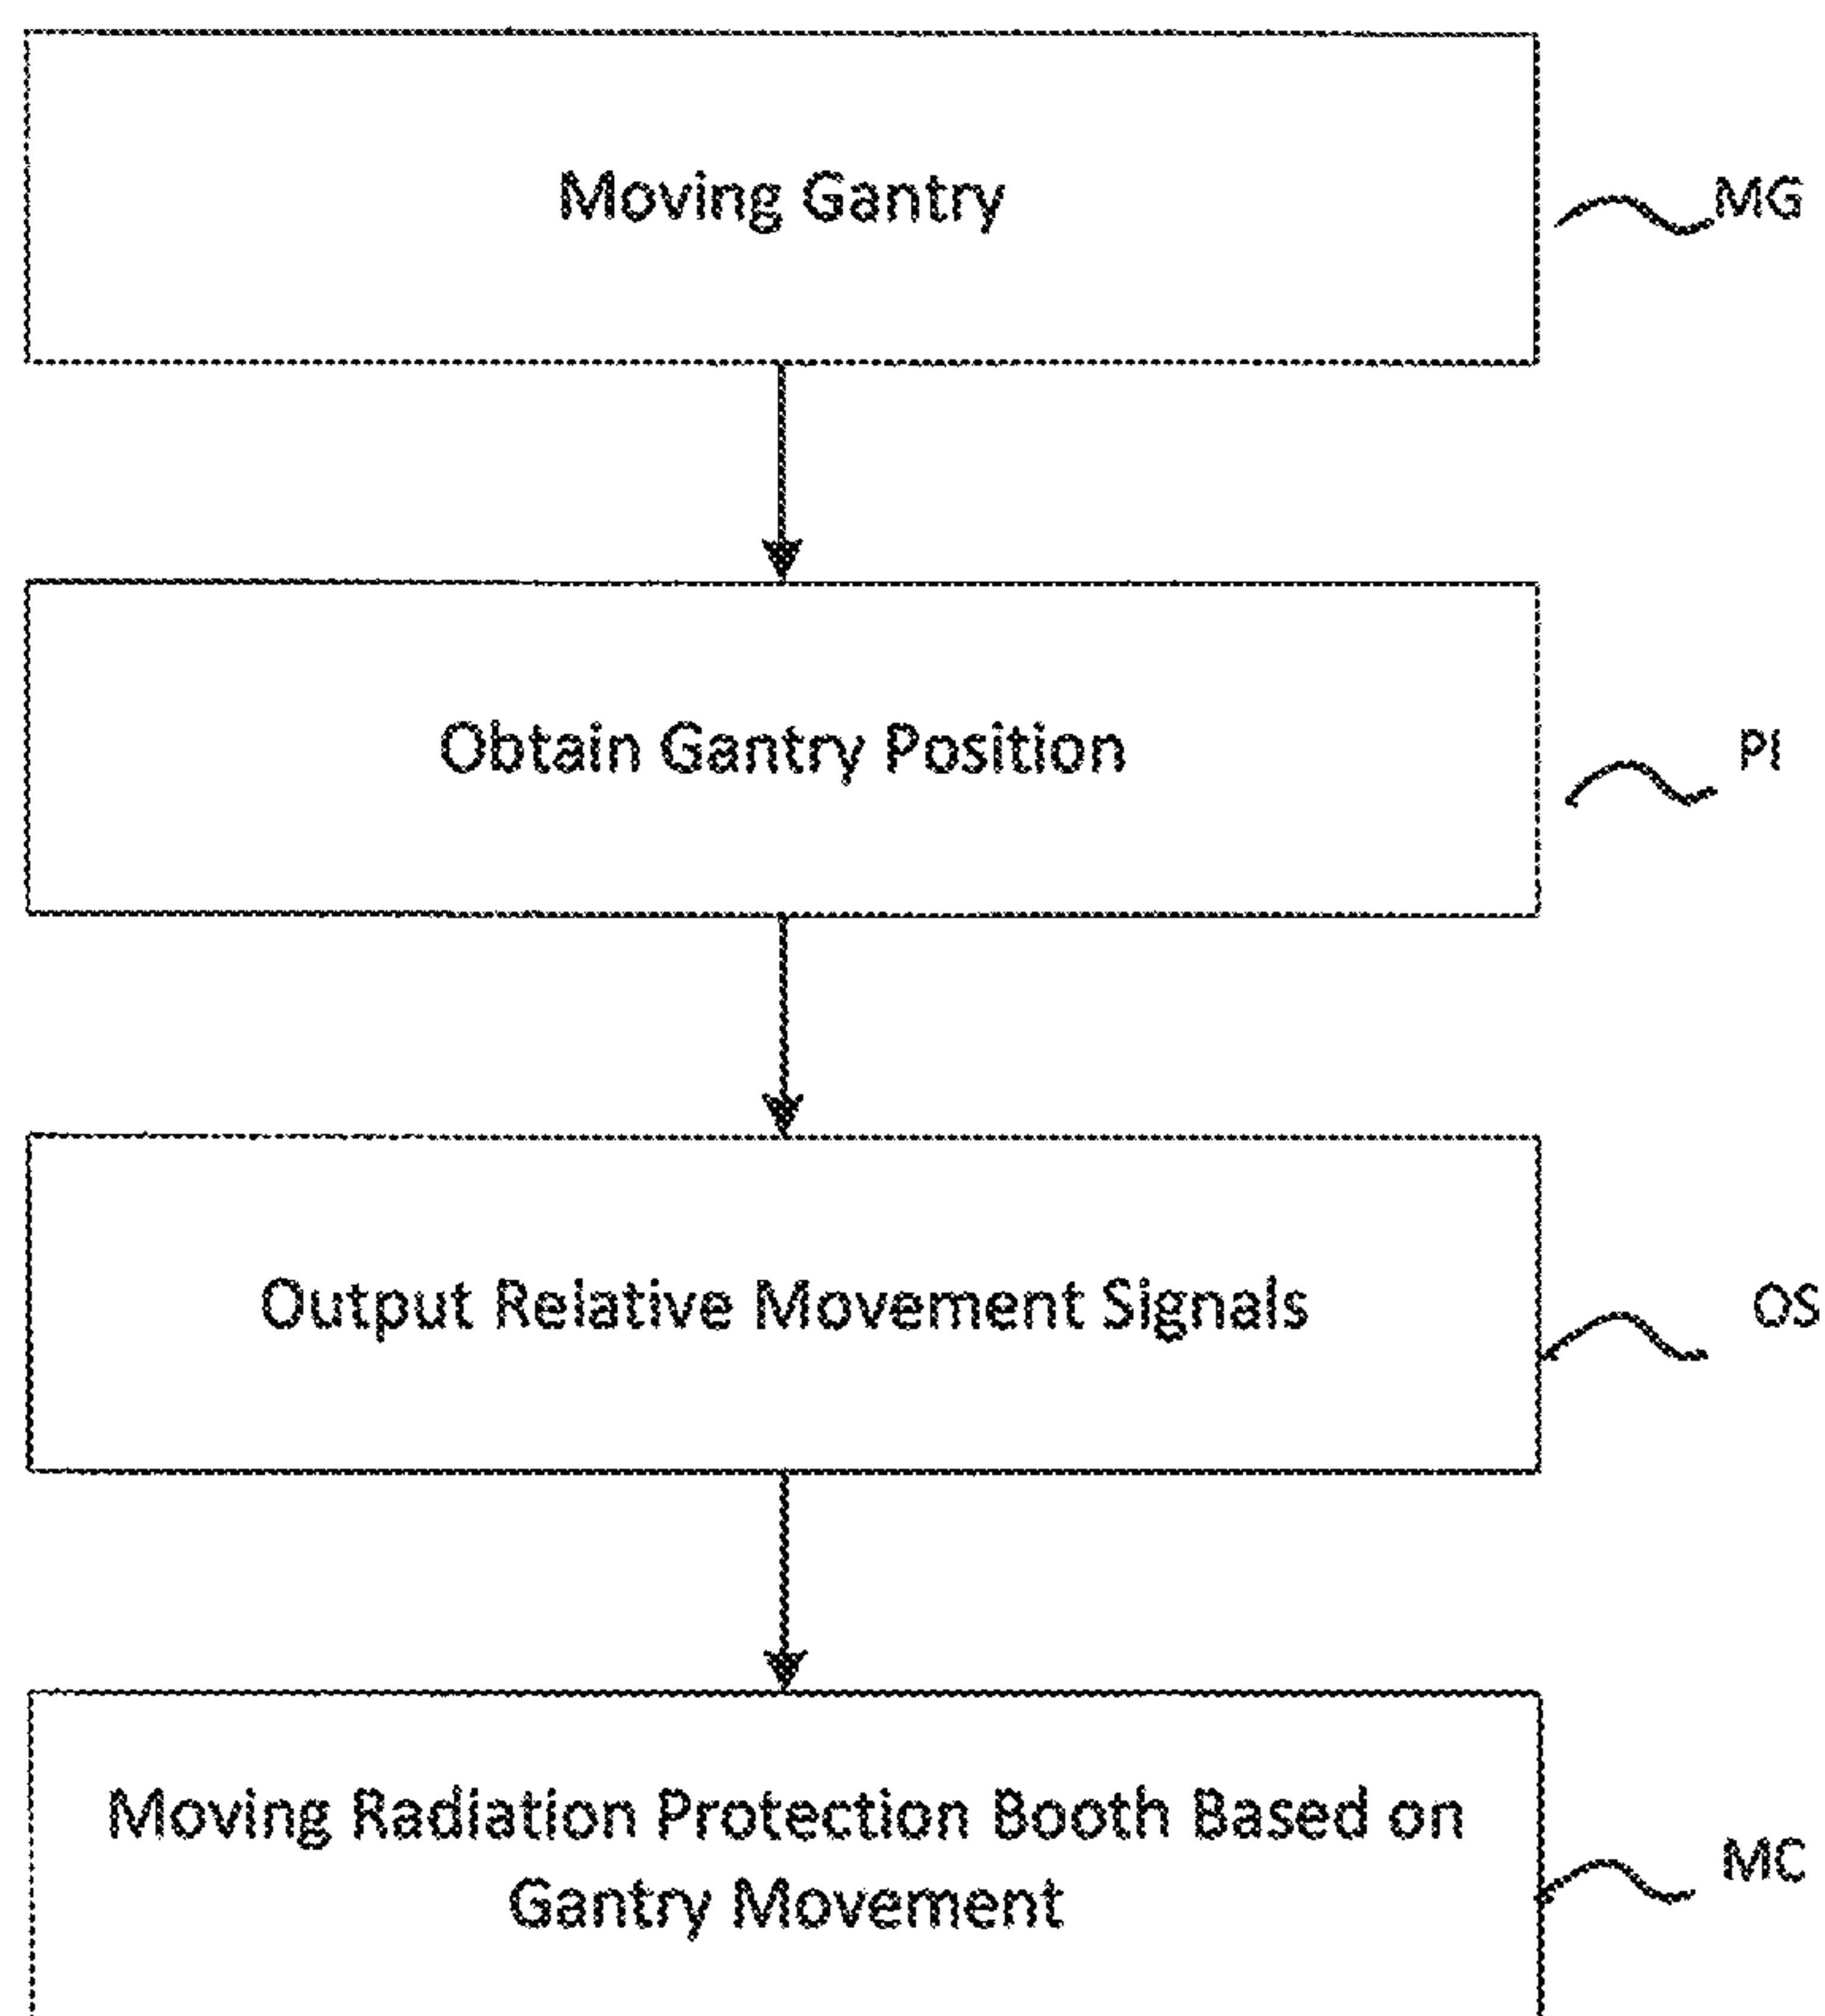 Moving Gantry
MG
Obtain Gantry Position
PI
Output Relative Movement Signals
OS
Moving Radiation Protection Booth Based on
Gantry Movement
MC